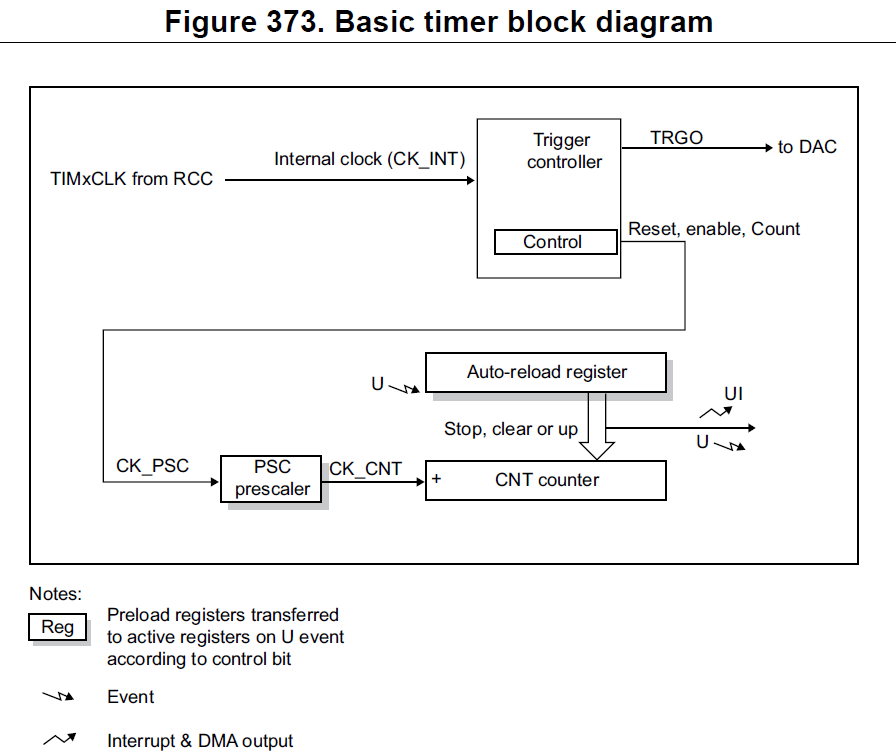 Figure 373. Basic timer block diagram
TIMxCLK from RCC
Internal clock (CK_INT)
Trigger
controller
TRGO
to DAC
Control
Reset, enable, Count
U
Auto-reload register
Stop, clear or up
UI
U
CK_PSC
PSC
prescaler
CK_CNT
+
CNT counter
Notes:
Reg
Preload registers transferred
to active registers on U event
according to control bit
Event
Interrupt & DMA output